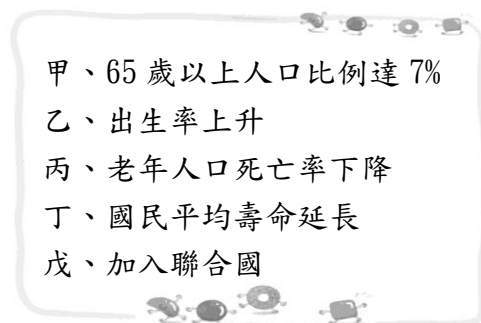 甲、65 歲以上人口比例達 7%
乙、出生率上升
丙、老年人口死亡率下降
丁、國民平均壽命延長
戊、加入聯合國